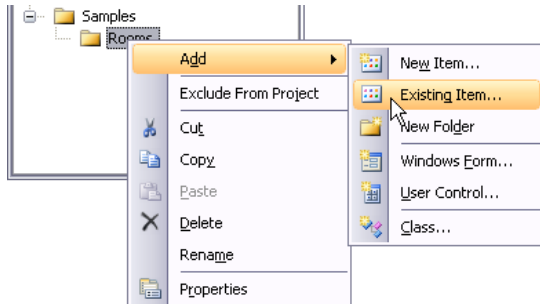 Samples
Rooms
Add
Exclude From Project
Cut
Copy
Paste
Delete
Rename
Properties
New Item...
Existing Item...
New Folder
Windows Form...
User Control...
Class...